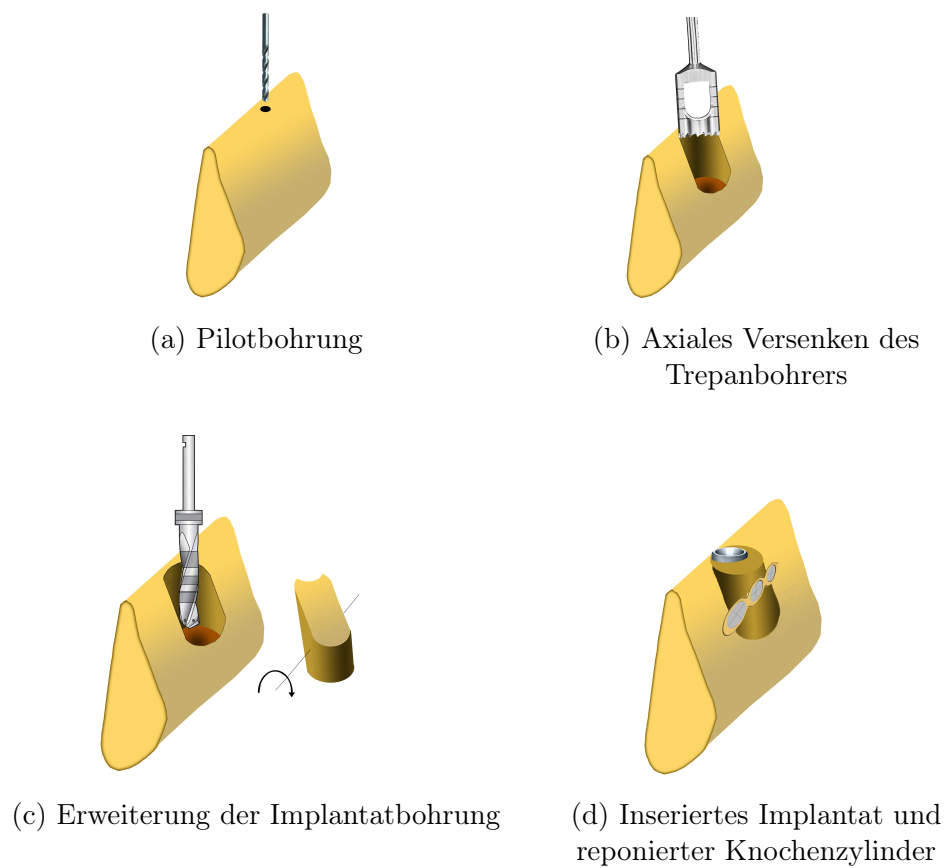 (a) Pilotbohrung
(b) Axiales Versenken des
Trepanbohrers
(c) Erweiterung der Implantatbohrung
(d) Inseriertes Implantat und
reponierter Knochenzylinder